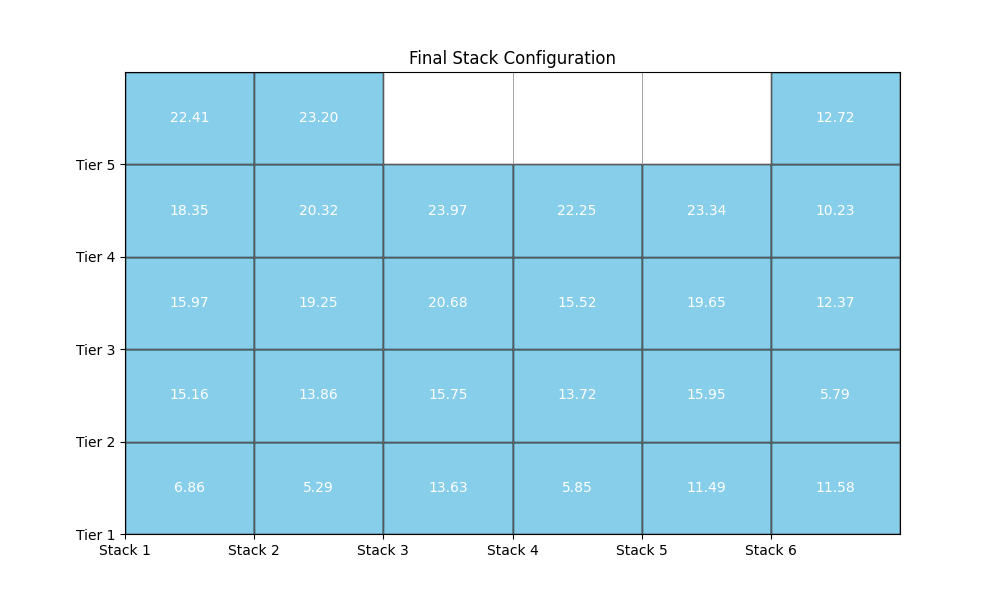 Final Stack Configuration
22.41 23.20 12.72
Tier 5
18.35 20.32 23.97 22.25 23.34 10.23
Tier 4
15.97 19.25 20.68 15.52 19.65 12.37
Tier 3
15.16 13.86 15.75 13.72 15.95 5.79
Tier 2
6.86 5.29 13.63 5.85 11.49 11.58
Tier 1
Stack 1 Stack 2 Stack 3 Stack 4 Stack 5 Stack 6